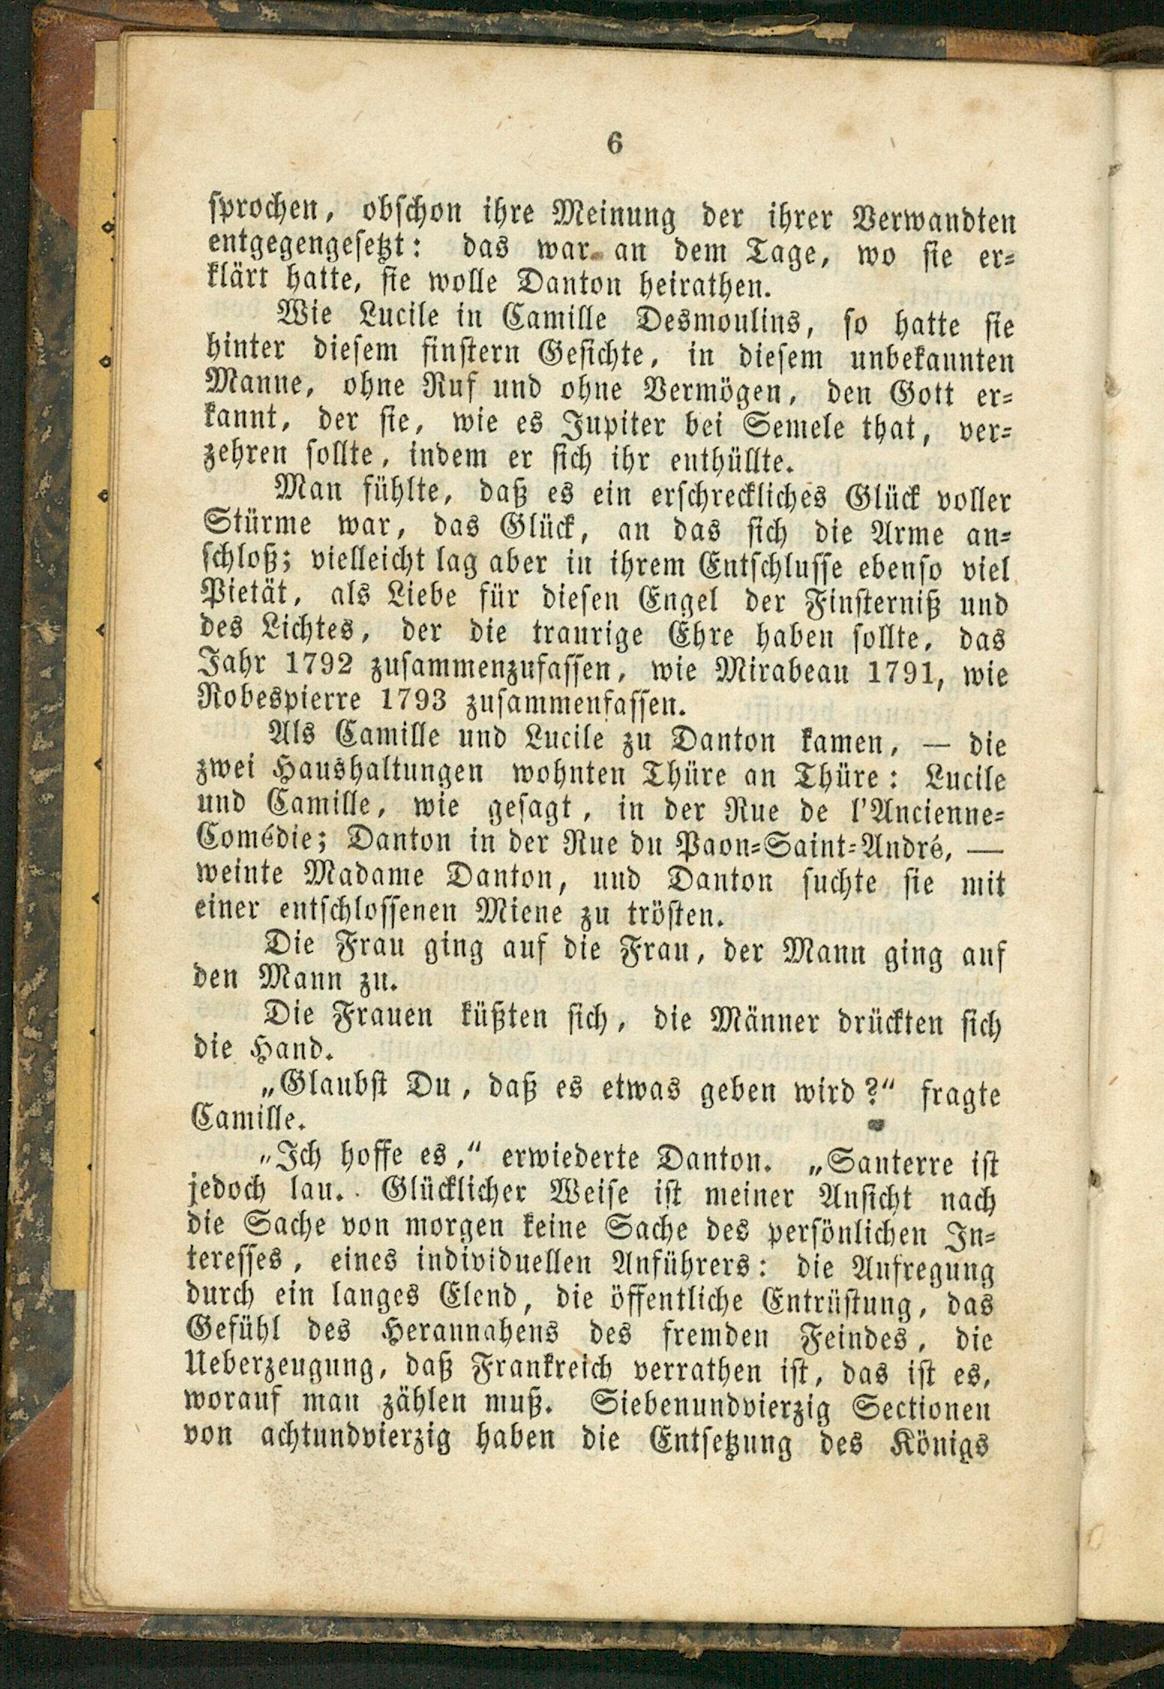 6
sprochen, obschon ihre Meinung der ihrer Verwandten
entgegengesetzt: das war an dem Tage, wo sie er-
klärt hatte, sie wolle Danton heirathen.
Wie Lucile in Camille Desmoulins, so hatte sie
hinter diesem finstern Gesichte, in diesem unbekannten
Manne, ohne Ruf und ohne Vermögen, den Gott er-
kannt, der sie, wie es Jupiter bei Semele that, ver-
zehren sollte, indem er sich ihr enthüllte.
Man fühlte, daß es ein erschreckliches Glück voller
Stürme war, das Glück, an das sich die Arme an-
schloß; vielleicht lag aber in ihrem Entschlusse ebenso viel
Pietät, als Liebe für diesen Engel der Finsterniß und
des Lichtes, der die traurige Ehre haben sollte, das
Jahr 1792 zusammenzufassen, wie Mirabeau 1791, wie
Robespierre 1793 zusammenfassen.
Als Camille und Lucile zu Danton kamen, — die
zwei Haushaltungen wohnten Thüre an Thüre: Lucile
und Camille, wie gesagt, in der Rue de l'Ancienne-
Comédie; Danton in der Rue du Paon-Saint-André, —
weinte Madame Danton, und Danton suchte sie mit
einer entschlossenen Miene zu trösten.
Die Frau ging auf die Frau, der Mann ging auf
den Mann zu.
Die Frauen küßten sich, die Männer drückten sich
die Hand.
„Glaubst Du, daß es etwas geben wird?“ fragte
Camille.
„Ich hoffe es,“ erwiederte Danton. „Santerre ist
jedoch lau. Glücklicher Weise ist meiner Ansicht nach
die Sache von morgen keine Sache des persönlichen In-
teresses, eines individuellen Anführers: die Aufregung
durch ein langes Elend, die öffentliche Entrüstung, das
Gefühl des Herannahens des fremden Feindes, die
Ueberzeugung, daß Frankreich verrathen ist, das ist es,
worauf man zählen muß. Siebenundvierzig Sectionen
von achtundvierzig haben die Entsetzung des Königs